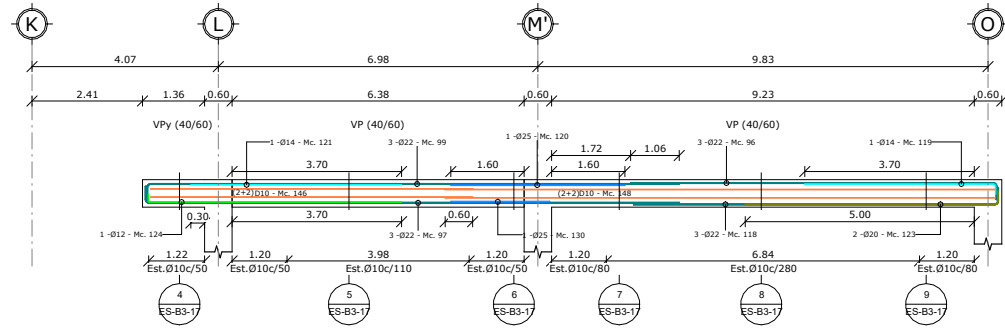 K
L
M'
O
4.07
6.98
9.83
2.41
1.36
0.60
6.38
0.60
9.23
0.60
VPy (40/60)
VP (40/60)
VP (40/60)
1 -Ø14 - Mc. 121
3 -Ø22 - Mc. 99
1 -Ø25 - Mc. 120
1.72
1.06
3 -Ø22 - Mc. 96
1 -Ø14 - Mc. 119
3.70
1.60
1.60
3.70
(2+2)D10 - Mc. 146
(2+2)D10 - Mc. 148
0.30
3.70
0.60
5.00
1 -Ø12 - Mc. 124
3 -Ø22 - Mc. 97
1 -Ø25 - Mc. 130
3 -Ø22 - Mc. 118
2 -Ø20 - Mc. 123
1.22
1.20
3.98
1.20
1.20
6.84
1.20
Est.Ø10c/50
Est.Ø10c/50
Est.Ø10c/110
Est.Ø10c/50
Est.Ø10c/80
Est.Ø10c/280
Est.Ø10c/80
4
ES-B3-17
5
ES-B3-17
6
ES-B3-17
7
ES-B3-17
8
ES-B3-17
9
ES-B3-17